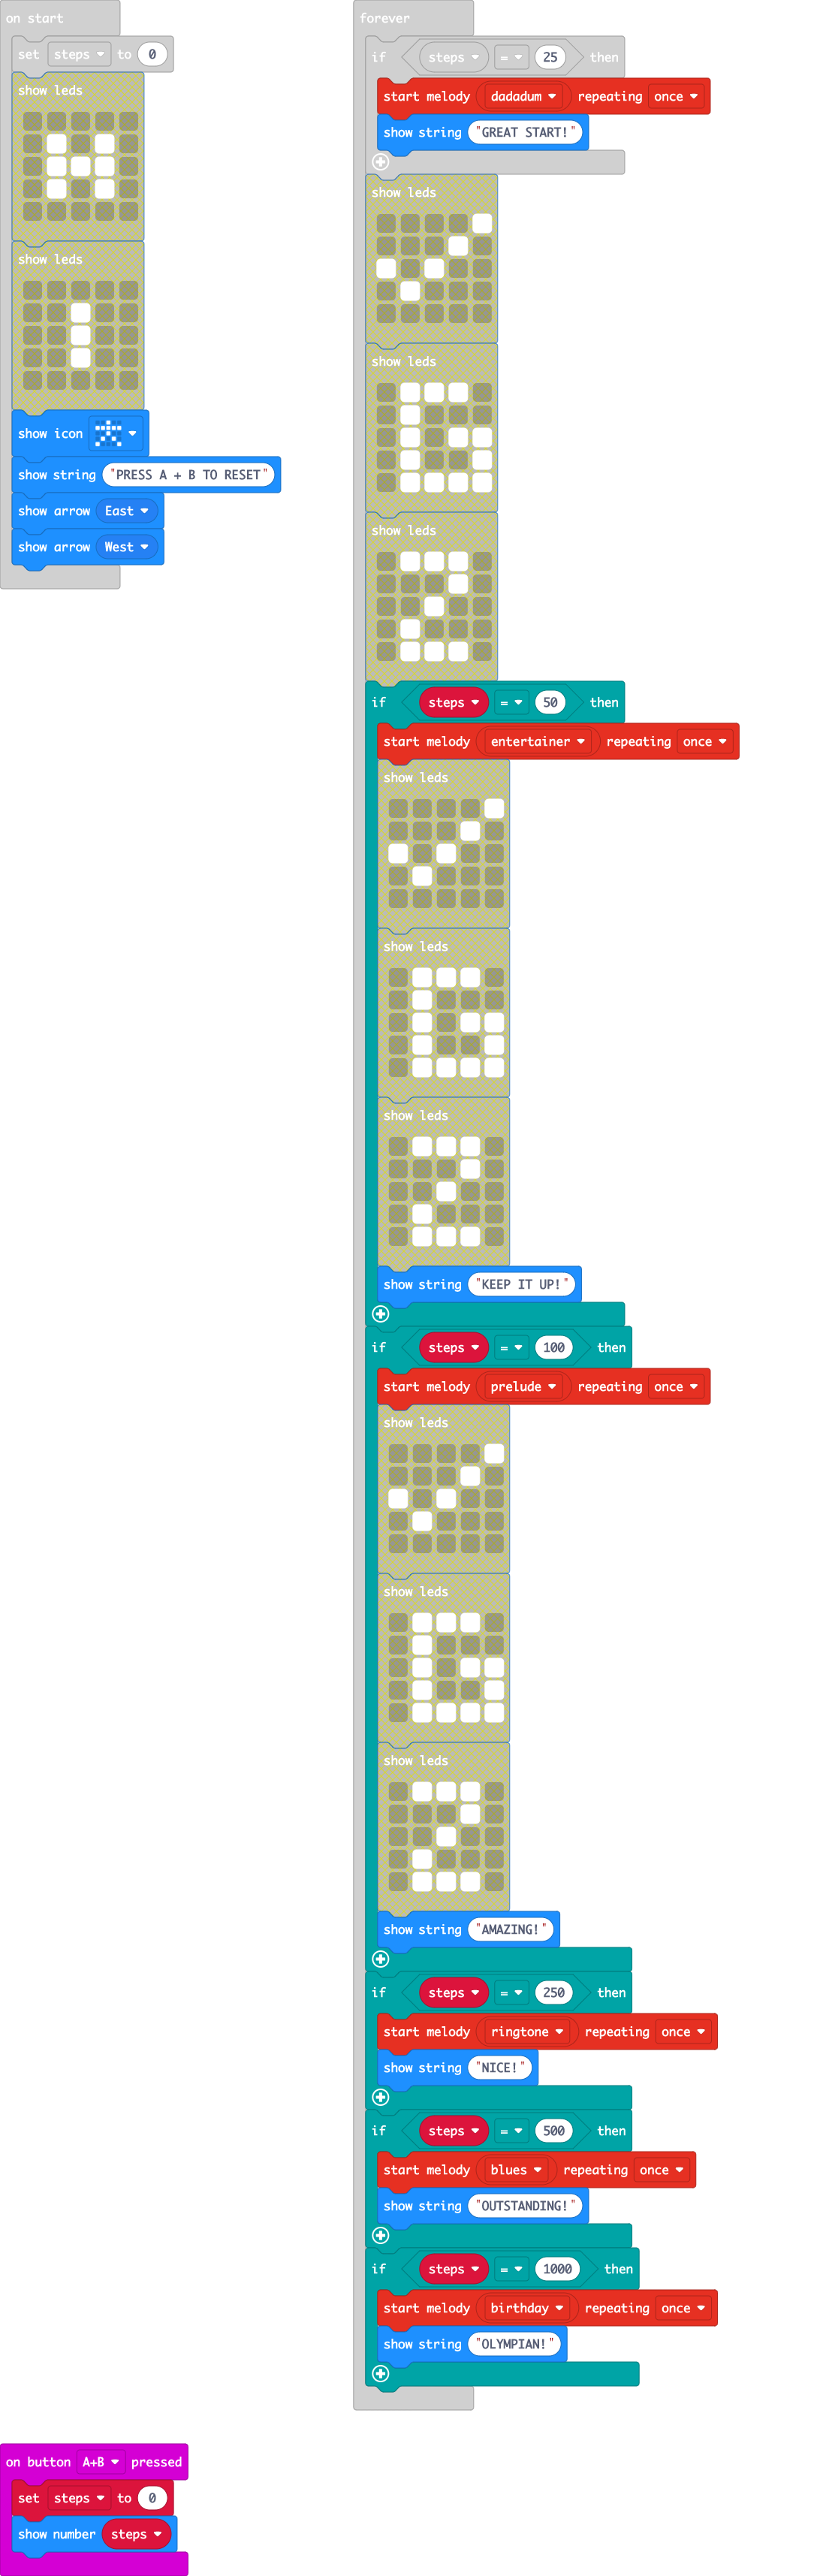 on start
set steps to 0
show leds
show leds
show icon
show string "PRESS A + B TO RESET"
show arrow East
show arrow West
forever
if steps = 25 then
start melody dadadum repeating once
show string "GREAT START!"
show leds
show leds
show leds
if steps = 50 then
start melody entertainer repeating once
show leds
show leds
show leds
show string "KEEP IT UP!"
if steps = 100 then
start melody prelude repeating once
show leds
show leds
show leds
show string "AMAZING!"
if steps = 250 then
start melody ringtone repeating once
show string "NICE!"
if steps = 500 then
start melody blues repeating once
show string "OUTSTANDING!"
if steps = 1000 then
start melody birthday repeating once
show string "OLYMPIAN!"
on button A+B pressed
set steps to 0
show number steps